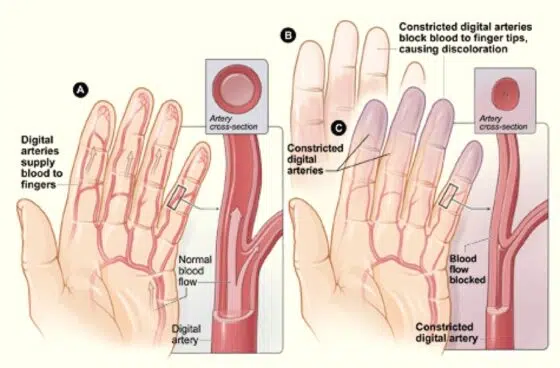 A
Artery
cross-section
Digital
arteries
supply
blood to
fingers
Normal
blood
flow
Digital
artery
B
Constricted digital arteries
block blood to finger tips,
causing discoloration
C
Artery
cross-section
Constricted
digital
arteries
Blood
flow
blocked
Constricted
digital artery